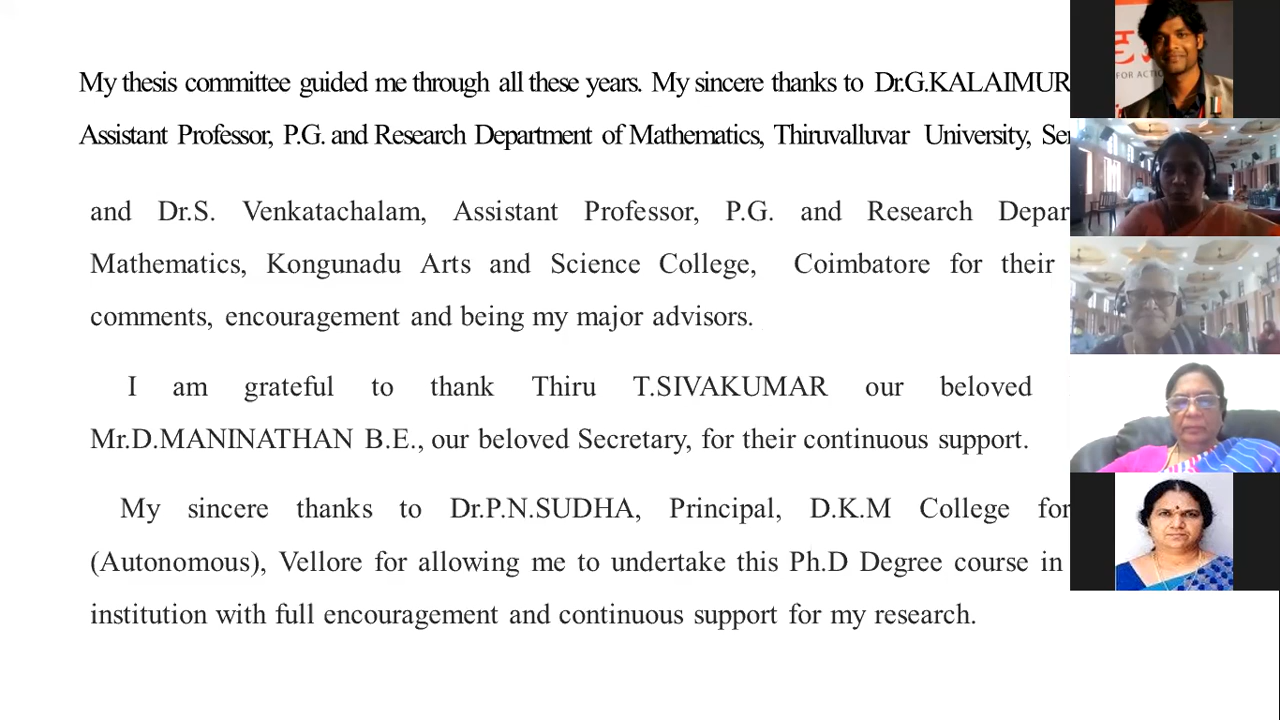 My thesis committee guided me through all these years. My sincere thanks to Dr.G.KALAIMUR
Assistant Professor, P.G. and Research Department of Mathematics, Thiruvalluvar University, Ser
and Dr.S. Venkatachalam, Assistant Professor, P.G. and Research Depar
Mathematics, Kongunadu Arts and Science College, Coimbatore for their
comments, encouragement and being my major advisors.
I am grateful to thank Thiru T.SIVAKUMAR our beloved
Mr.D.MANINATHAN B.E., our beloved Secretary, for their continuous support.
My sincere thanks to Dr.P.N.SUDHA, Principal, D.K.M College for
(Autonomous), Vellore for allowing me to undertake this Ph.D Degree course in
institution with full encouragement and continuous support for my research.
FOR ACTIO